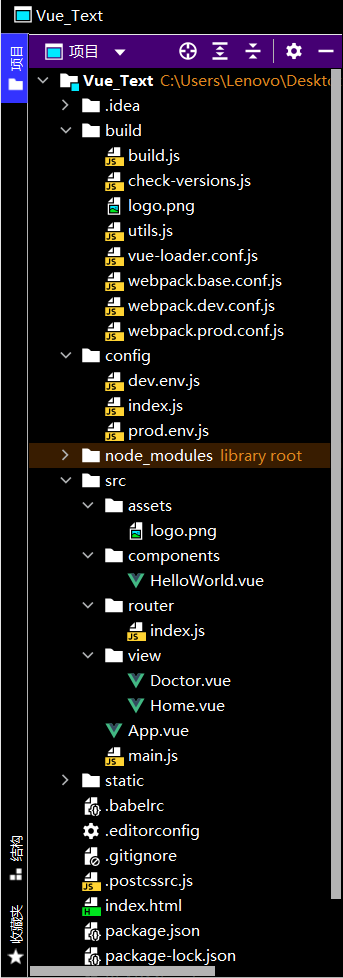 Vue_Text
项目
项目
Vue_Text C:\Users\Lenovo\Deskto
.idea
build
build.js
check-versions.js
logo.png
utils.js
vue-loader.conf.js
webpack.base.conf.js
webpack.dev.conf.js
webpack.prod.conf.js
config
dev.env.js
index.js
prod.env.js
node_modules library root
src
assets
logo.png
components
HelloWorld.vue
router
index.js
view
Doctor.vue
Home.vue
App.vue
main.js
static
.babelrc
.editorconfig
.gitignore
.postcssrc.js
index.html
package.json
package-lock.json
结构
收藏夹